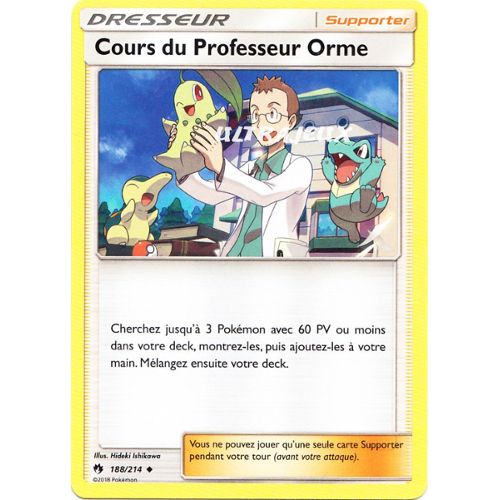 DRESSEUR Supporter
Cours du Professeur Orme
ULTRAJEUX
Cherchez jusqu'à 3 Pokémon avec 60 PV ou moins
dans votre deck, montrez-les, puis ajoutez-les à votre
main. Mélangez ensuite votre deck.
Illus. Hideki Ishikawa
188/214
©2018 Pokémon
Vous ne pouvez jouer qu'une seule carte Supporter
pendant votre tour (avant votre attaque).